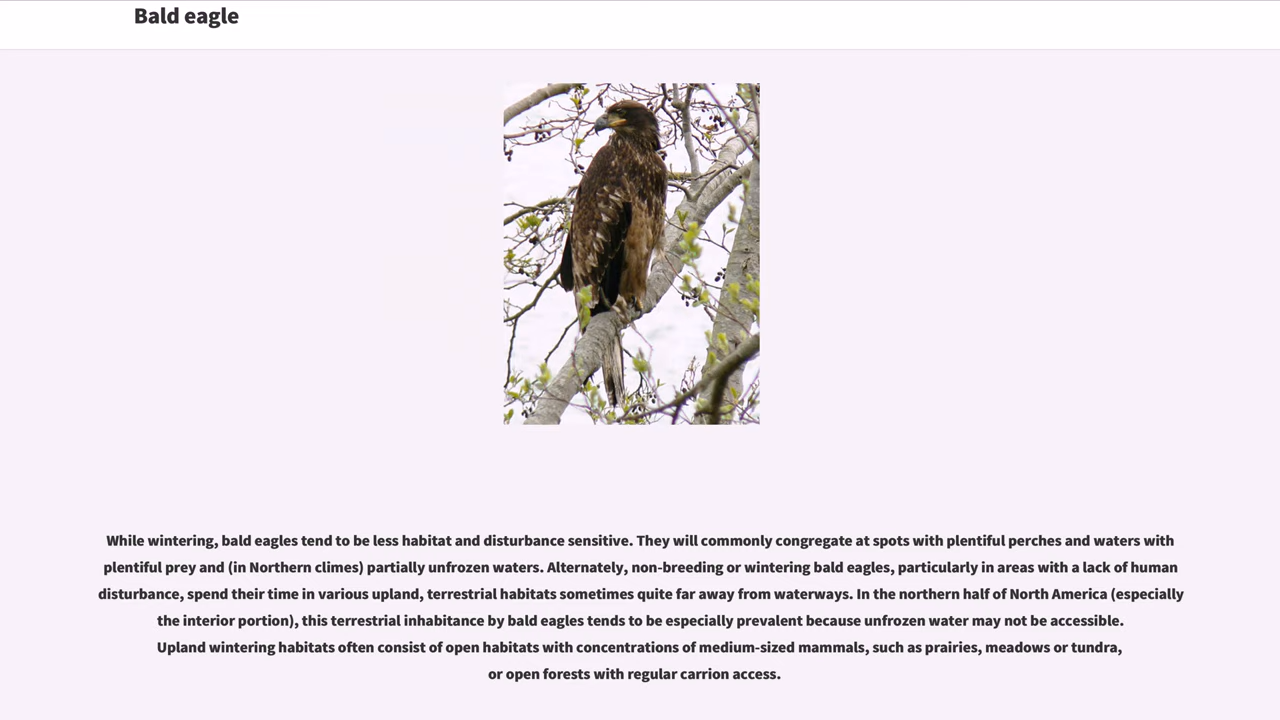 Bald eagle
While wintering, bald eagles tend to be less habitat and disturbance sensitive. They will commonly congregate at spots with plentiful perches and waters with
plentiful prey and (in Northern climes) partially unfrozen waters. Alternately, non-breeding or wintering bald eagles, particularly in areas with a lack of human
disturbance, spend their time in various upland, terrestrial habitats sometimes quite far away from waterways. In the northern half of North America (especially
the interior portion), this terrestrial inhabitance by bald eagles tends to be especially prevalent because unfrozen water may not be accessible.
Upland wintering habitats often consist of open habitats with concentrations of medium-sized mammals, such as prairies, meadows or tundra,
or open forests with regular carrion access.